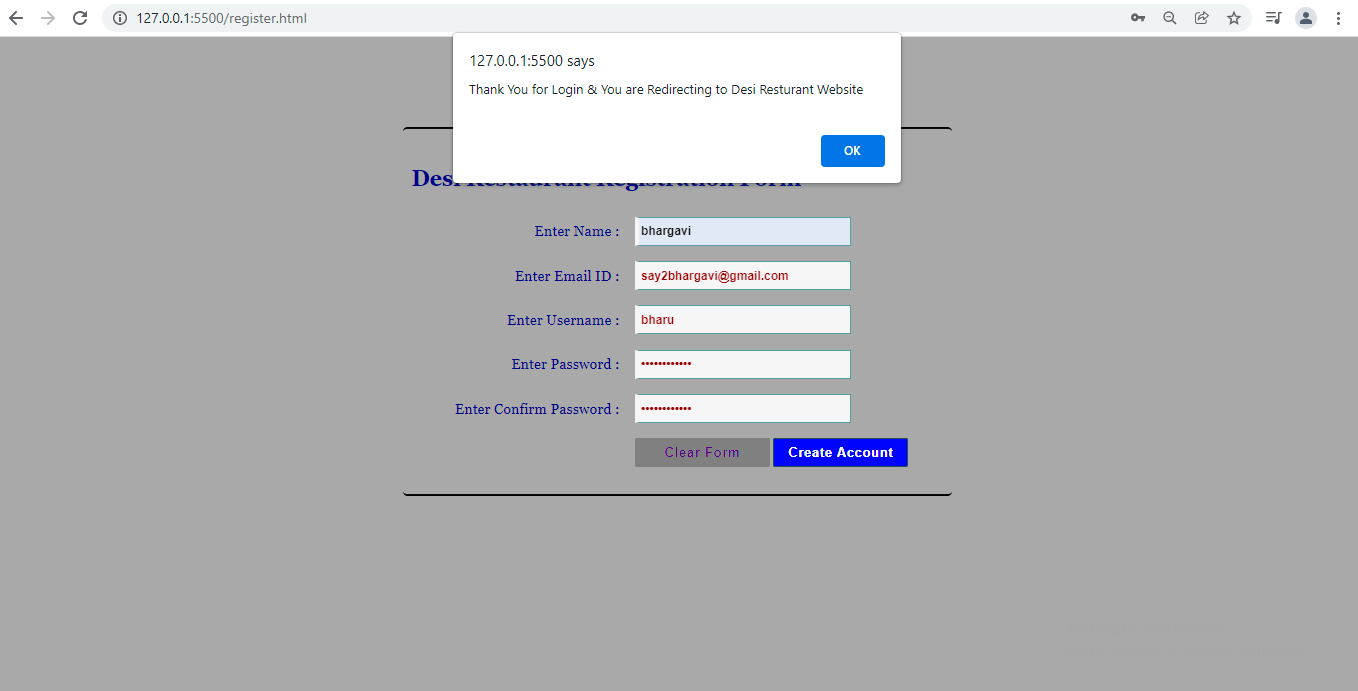 127.0.0.1:5500/register.html
127.0.0.1:5500 says
Thank You for Login & You are Redirecting to Desi Resturant Website
OK
Desi Restaurant Registration Form
Enter Name : bhargavi
Enter Email ID : say2bhargavi@gmail.com
Enter Username : bharu
Enter Password : ••••••••••••
Enter Confirm Password : ••••••••••••
Clear Form Create Account